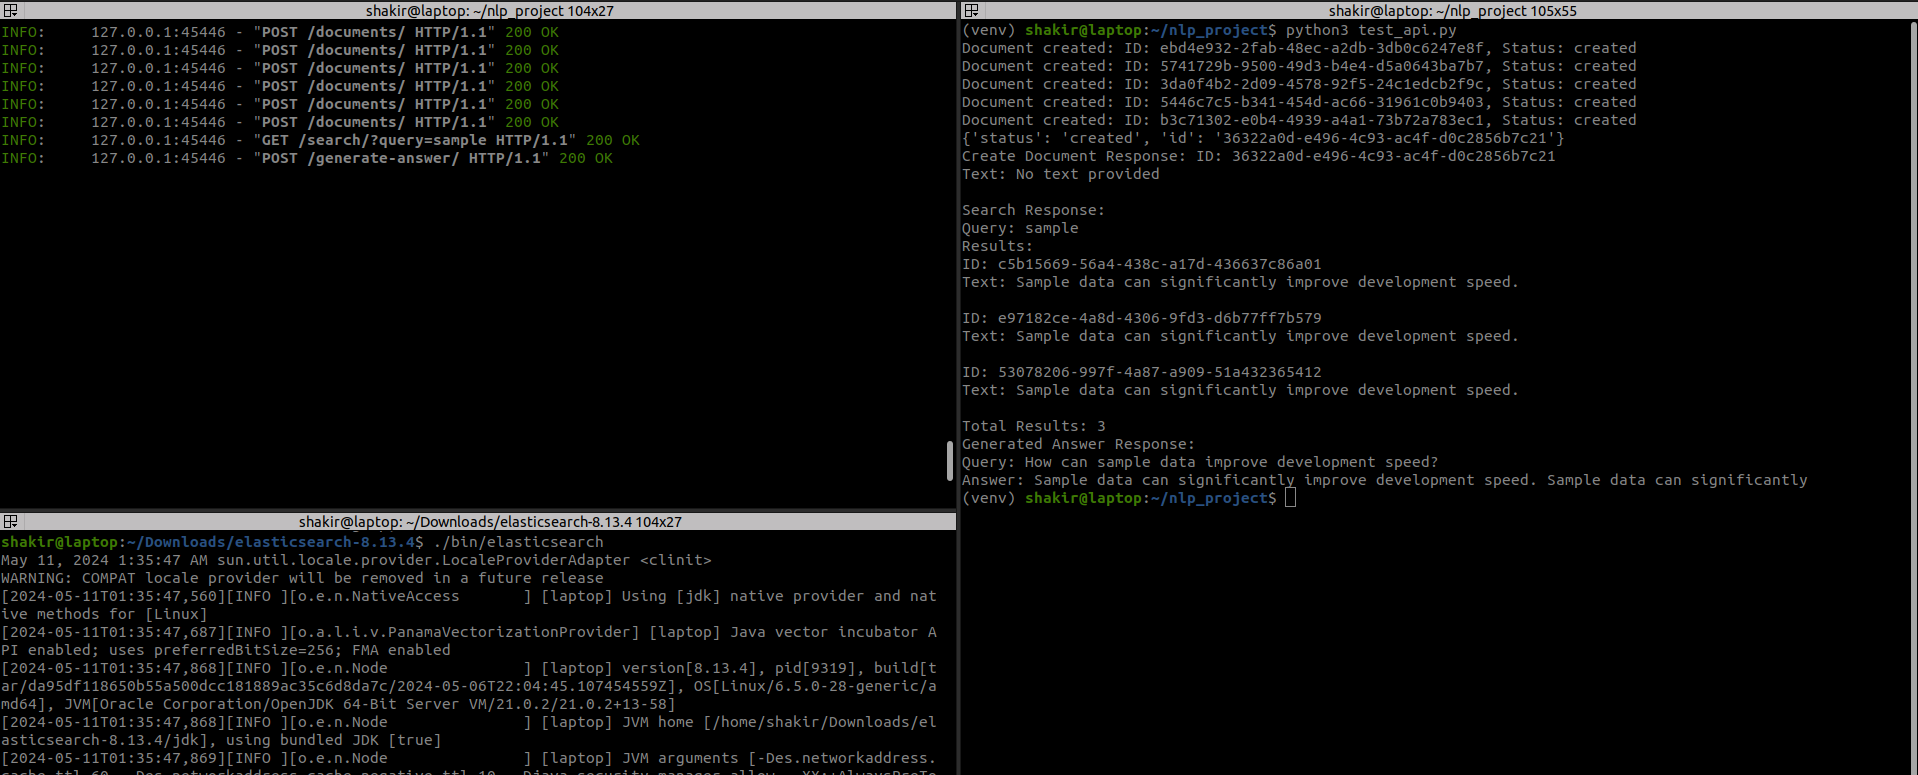 shakir@laptop: ~/nlp_project 104x27
INFO:     127.0.0.1:45446 - "POST /documents/ HTTP/1.1" 200 OK
INFO:     127.0.0.1:45446 - "POST /documents/ HTTP/1.1" 200 OK
INFO:     127.0.0.1:45446 - "POST /documents/ HTTP/1.1" 200 OK
INFO:     127.0.0.1:45446 - "POST /documents/ HTTP/1.1" 200 OK
INFO:     127.0.0.1:45446 - "POST /documents/ HTTP/1.1" 200 OK
INFO:     127.0.0.1:45446 - "POST /documents/ HTTP/1.1" 200 OK
INFO:     127.0.0.1:45446 - "GET /search/?query=sample HTTP/1.1" 200 OK
INFO:     127.0.0.1:45446 - "POST /generate-answer/ HTTP/1.1" 200 OK
shakir@laptop: ~/Downloads/elasticsearch-8.13.4 104x27
shakir@laptop:~/Downloads/elasticsearch-8.13.4$ ./bin/elasticsearch
May 11, 2024 1:35:47 AM sun.util.locale.provider.LocaleProviderAdapter <clinit>
WARNING: COMPAT locale provider will be removed in a future release
[2024-05-11T01:35:47,560][INFO ][o.e.n.NativeAccess       ] [laptop] Using [jdk] native provider and nat
ive methods for [Linux]
[2024-05-11T01:35:47,687][INFO ][o.a.l.i.v.PanamaVectorizationProvider] [laptop] Java vector incubator A
PI enabled; uses preferredBitSize=256; FMA enabled
[2024-05-11T01:35:47,868][INFO ][o.e.n.Node               ] [laptop] version[8.13.4], pid[9319], build[t
ar/da95df118650b55a500dcc181889ac35c6d8da7c/2024-05-06T22:04:45.107454559Z], OS[Linux/6.5.0-28-generic/a
md64], JVM[Oracle Corporation/OpenJDK 64-Bit Server VM/21.0.2/21.0.2+13-58]
[2024-05-11T01:35:47,868][INFO ][o.e.n.Node               ] [laptop] JVM home [/home/shakir/Downloads/el
asticsearch-8.13.4/jdk], using bundled JDK [true]
[2024-05-11T01:35:47,869][INFO ][o.e.n.Node               ] [laptop] JVM arguments [-Des.networkaddress.
shakir@laptop: ~/nlp_project 105x55
(venv) shakir@laptop:~/nlp_project$ python3 test_api.py
Document created: ID: ebd4e932-2fab-48ec-a2db-3db0c6247e8f, Status: created
Document created: ID: 5741729b-9500-49d3-b4e4-d5a0643ba7b7, Status: created
Document created: ID: 3da0f4b2-2d09-4578-92f5-24c1edcb2f9c, Status: created
Document created: ID: 5446c7c5-b341-454d-ac66-31961c0b9403, Status: created
Document created: ID: b3c71302-e0b4-4939-a4a1-73b72a783ec1, Status: created
{'status': 'created', 'id': '36322a0d-e496-4c93-ac4f-d0c2856b7c21'}
Create Document Response: ID: 36322a0d-e496-4c93-ac4f-d0c2856b7c21
Text: No text provided
Search Response:
Query: sample
Results:
ID: c5b15669-56a4-438c-a17d-436637c86a01
Text: Sample data can significantly improve development speed.
ID: e97182ce-4a8d-4306-9fd3-d6b77ff7b579
Text: Sample data can significantly improve development speed.
ID: 53078206-997f-4a87-a909-51a432365412
Text: Sample data can significantly improve development speed.
Total Results: 3
Generated Answer Response:
Query: How can sample data improve development speed?
Answer: Sample data can significantly improve development speed. Sample data can significantly
(venv) shakir@laptop:~/nlp_project$